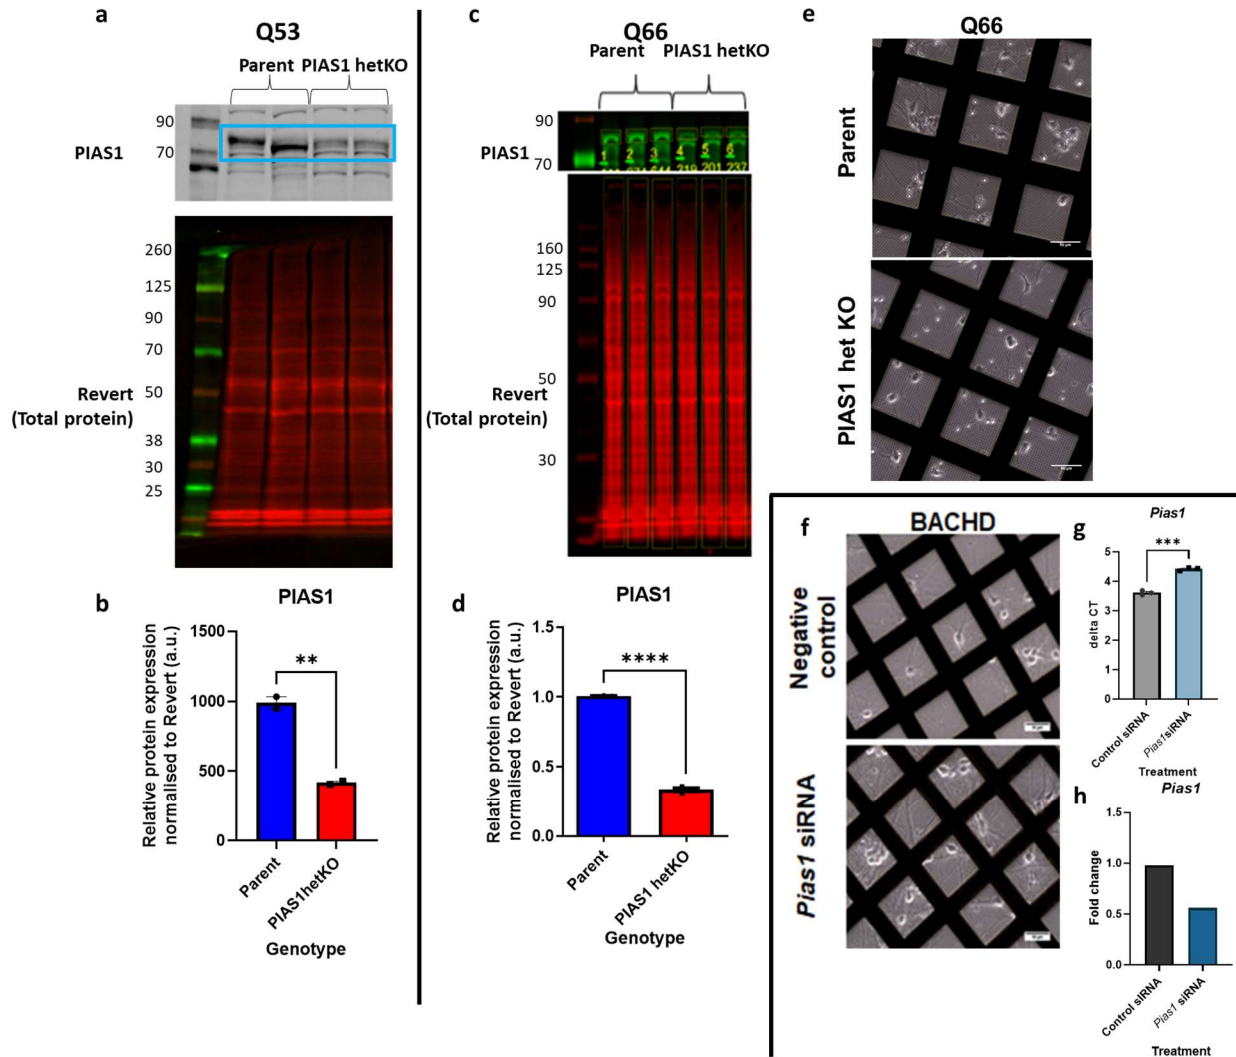 a
Q53
Parent PIAS1 hetKO
90
PIAS1
70
260
125
90
70
50
Revert
(Total protein)
38
30
25
b
PIAS1
Relative protein expression
normalised to Revert (a.u.)
1500
1000
500
0
**
Parent
PIAS1hetKO
Genotype
c
Q66
Parent PIAS1 hetKO
90
PIAS1
70
1 2 3 4 5 6
219 201 237
160
125
90
50
Revert
(Total protein)
30
d
PIAS1
Relative protein expression
normalised to Revert (a.u.)
1.5
1.0
0.5
0.0
****
Parent
PIAS1 hetKO
Genotype
e
Q66
Parent
PIAS1 het KO
f
BACHD
Negative
control
Pias1 siRNA
g
Pias1
***
delta CT
5
4
3
2
1
0
Control siRNA
Pias1siRNA
Treatment
h
Pias1
Fold change
1.5
1.0
0.5
0.0
Control siRNA
Pias1 siRNA
Treatment